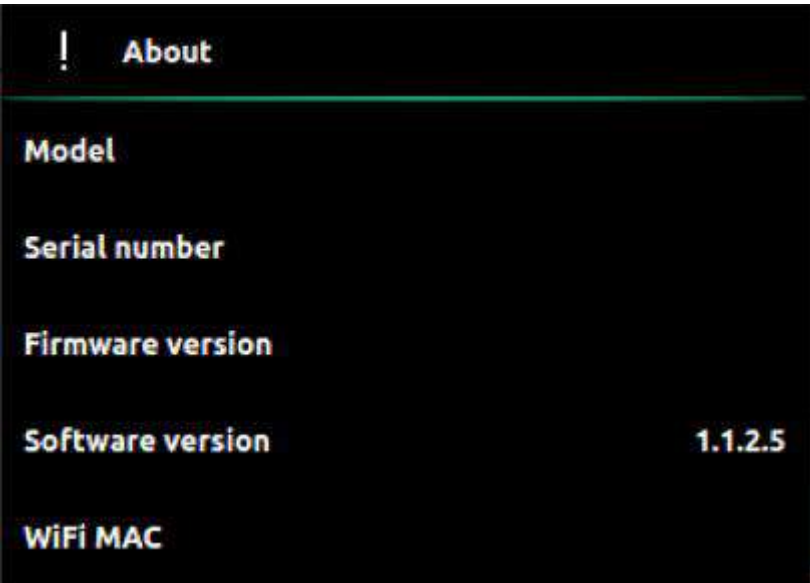 ! About
Model
Serial number
Firmware version
Software version 1.1.2.5
WiFi MAC